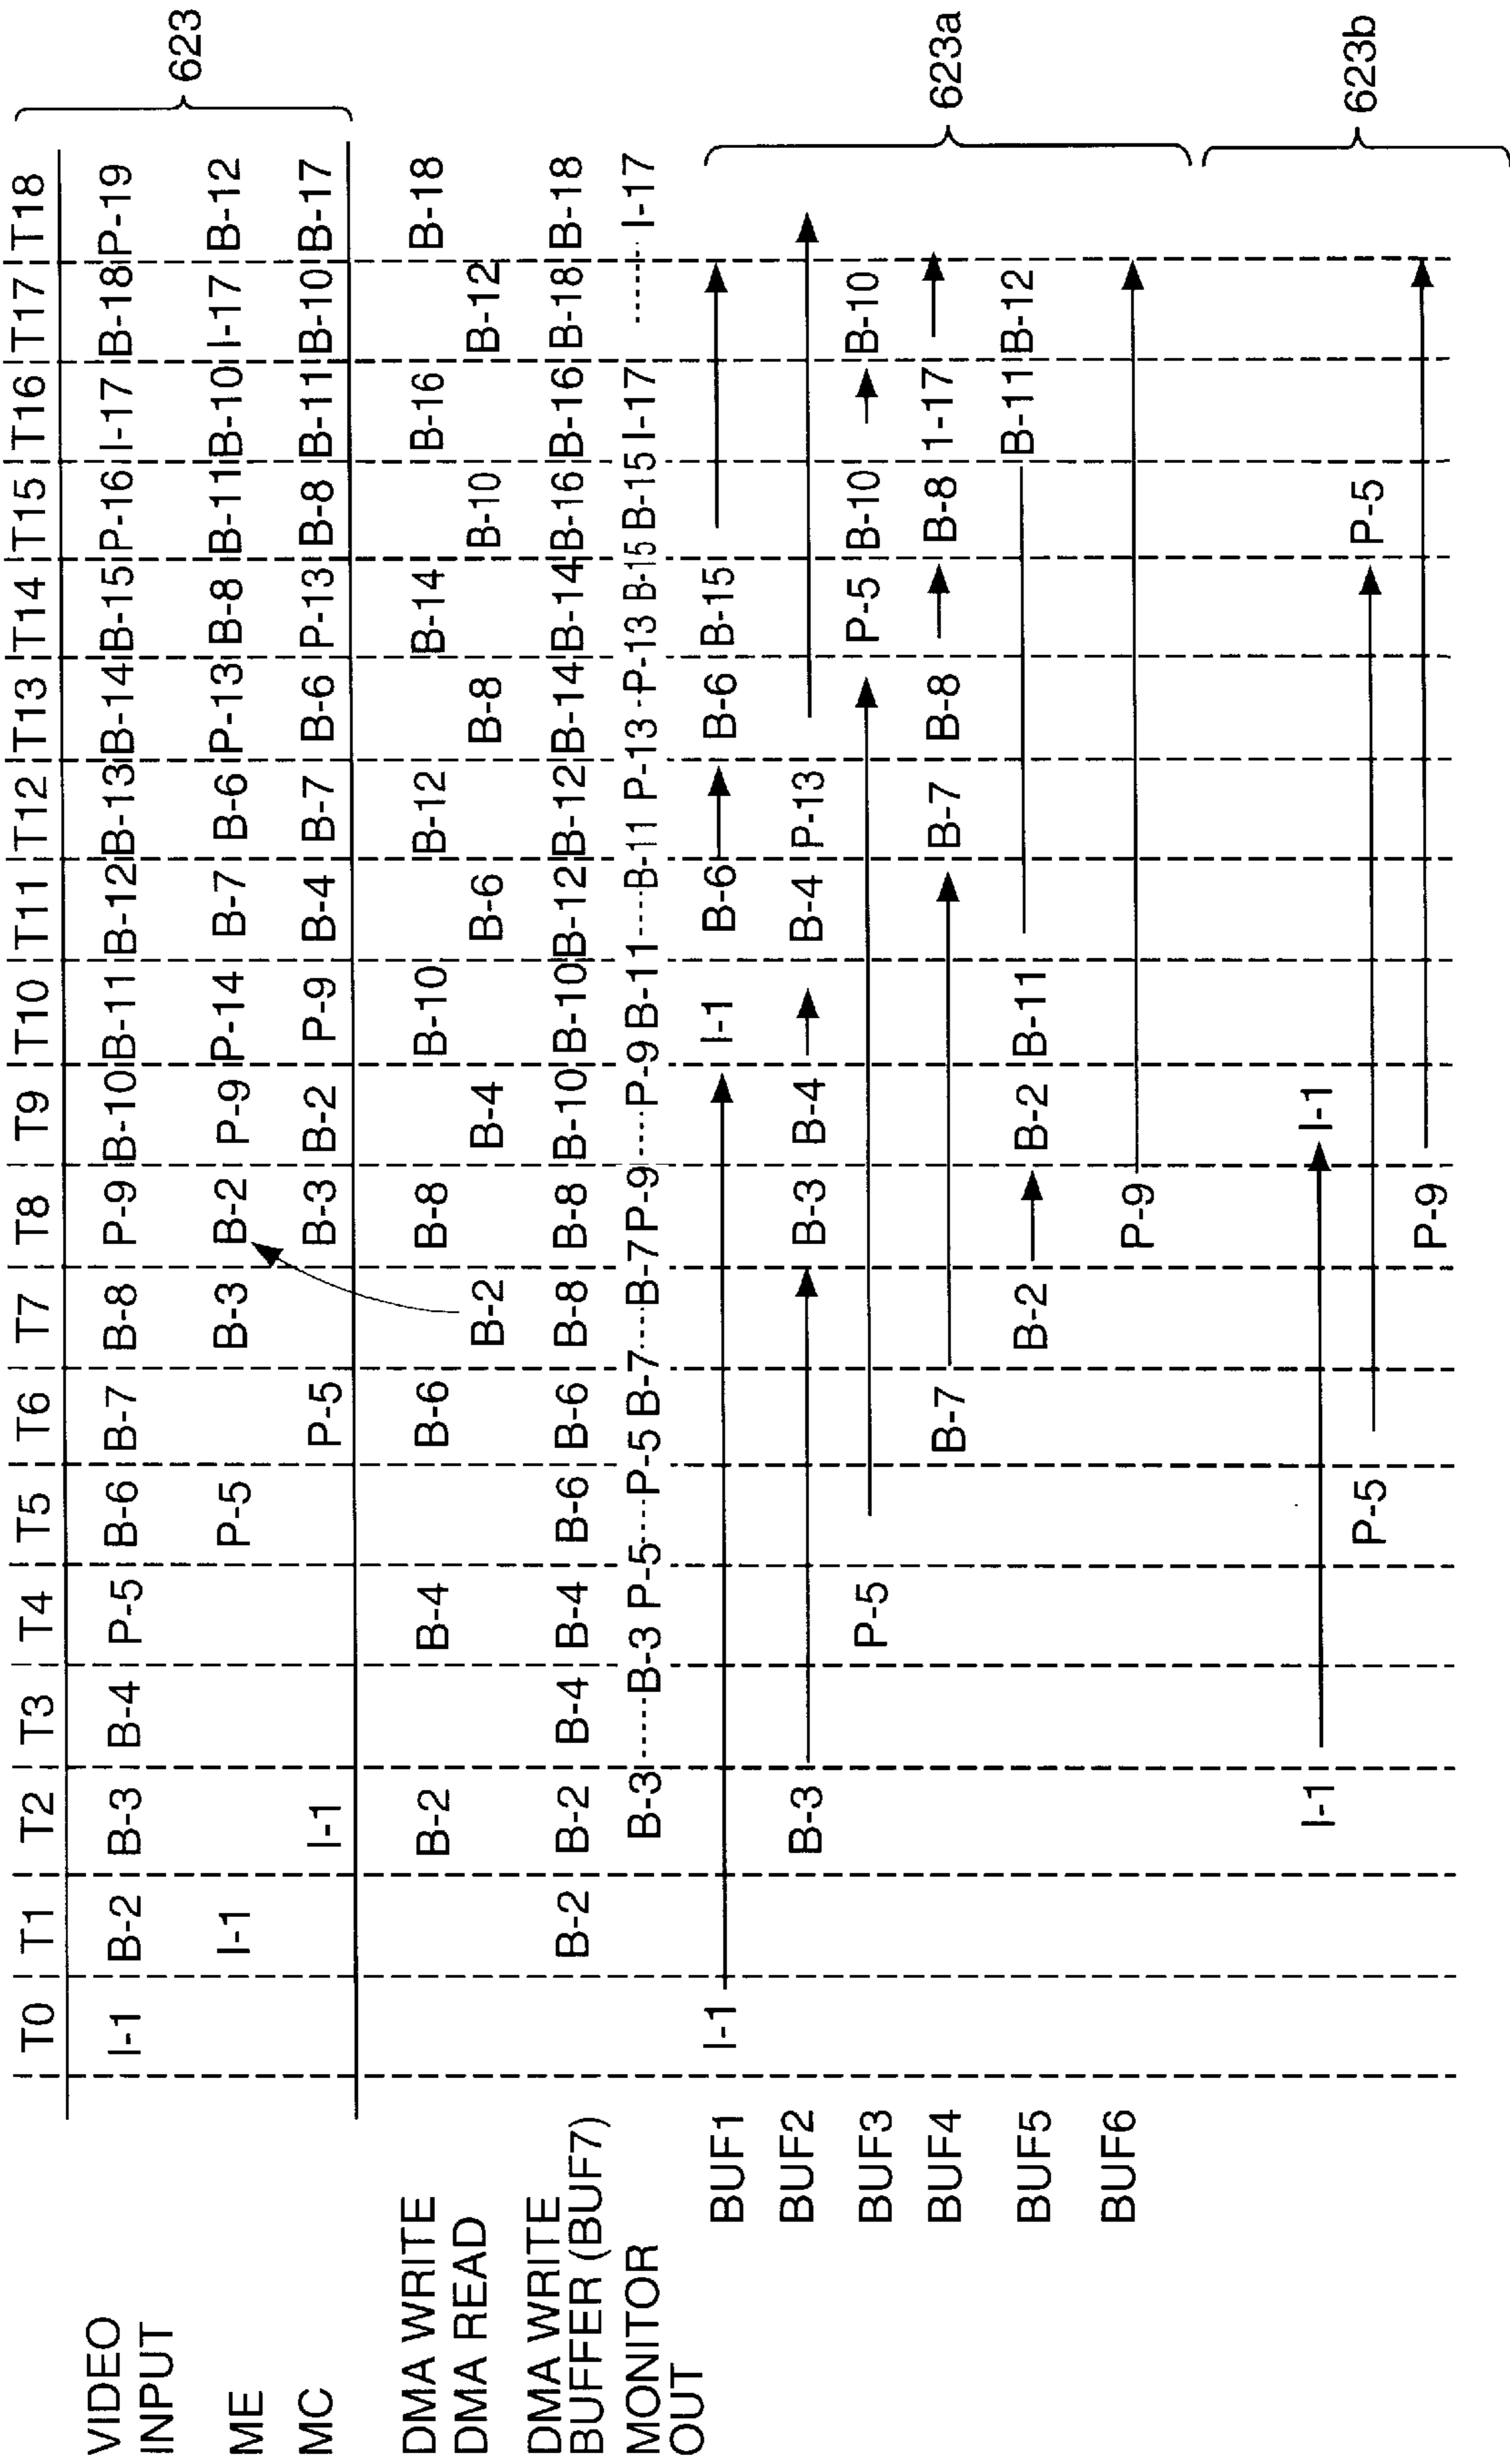 T0 T1 T2 T3 T4 T5 T6 T7 T8 T9 T10 T11 T12 T13 T14 T15 T16 T17 T18
VIDEO INPUT I-1 B-2 B-3 B-4 P-5 B-6 B-7 B-8 P-9 B-10 B-11 B-12 B-13 B-14 B-15 P-16 I-17 B-18 P-19
623
ME I-1 P-5 B-3 B-2 P-9 P-14 B-7 B-6 P-13 B-8 B-11 B-10 I-17 B-12
MC I-1 P-5 B-3 B-2 P-9 B-4 B-7 B-6 P-13 B-8 B-11 B-10 B-17
DMA WRITE B-2 B-4 B-6 B-8 B-10 B-12 B-14 B-16 B-18
DMA READ B-2 B-4 B-6 B-8 B-10 B-12
DMA WRITE
BUFFER (BUF7) B-2 B-2 B-4 B-4 B-6 B-6 B-8 B-8 B-10 B-10 B-12 B-12 B-14 B-14 B-16 B-16 B-18 B-18
MONITOR
OUT B-3 B-3 P-5 P-5 B-7 B-7 P-9 P-9 B-11 B-11 P-13 P-13 B-15 B-15 I-17 I-17
BUF1 I-1 I-1 B-6 B-6 B-15
BUF2 B-3 B-3 B-4 B-4 P-13
BUF3 P-5 P-5 B-10 B-10
BUF4 B-7 B-7 B-8 B-8 1-17
623a
BUF5 B-2 B-2 B-11 B-11 B-12
BUF6 P-9
I-1 I-1
P-5 P-5
623b
P-9